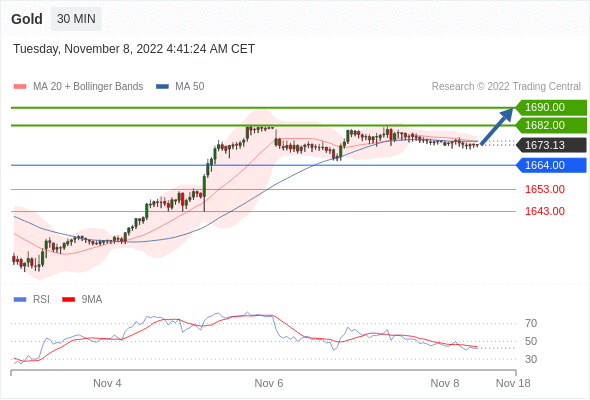 Gold 30 MIN
Tuesday, November 8, 2022 4:41:24 AM CET
MA 20 + Bollinger Bands MA 50 Research © 2022 Trading Central
1690.00
1682.00
1673.13
1664.00
1653.00
1643.00
RSI 9MA
70
50
30
Nov 4 Nov 6 Nov 8 Nov 18